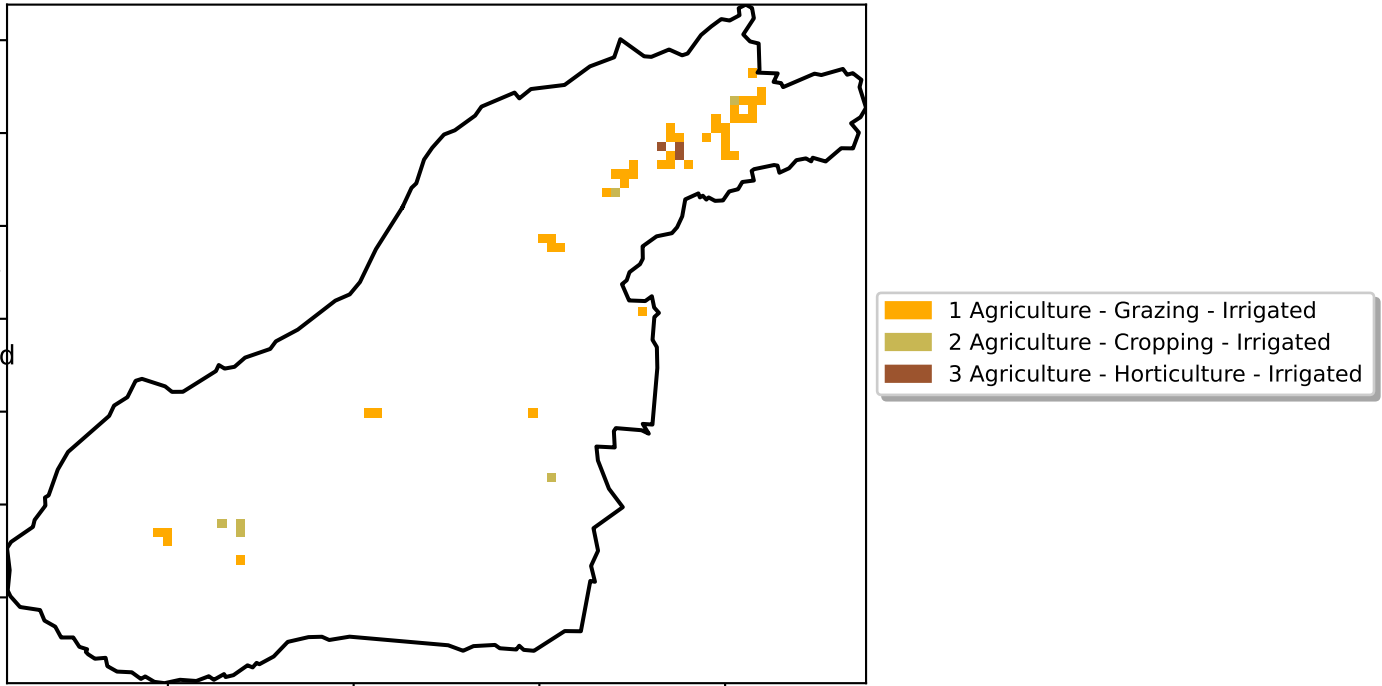 d
1 Agriculture - Grazing - Irrigated
2 Agriculture - Cropping - Irrigated
3 Agriculture - Horticulture - Irrigated